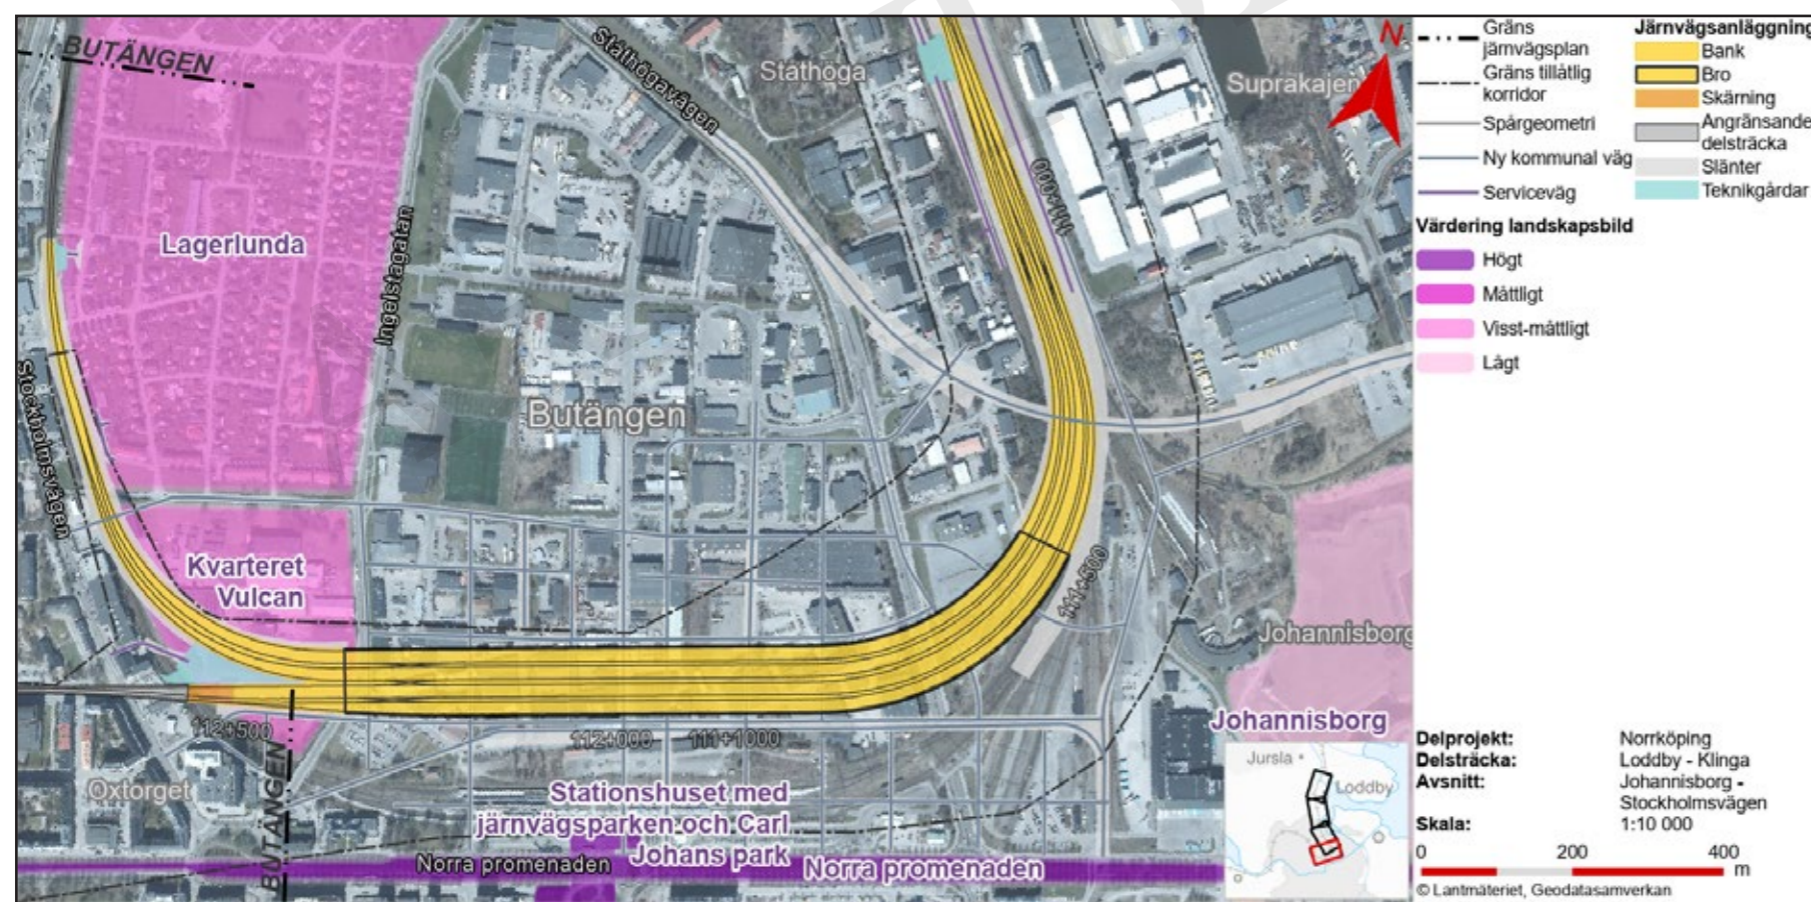 BUTÄNGEN
Ståthögavägen
Ståthöga
Suprakajen
N
111+000
Lagerlunda
Ingelstagatan
Butängen
Stockholmsvägen
Kvarteret
Vulcan
111+500
Johannisborg
Johannisborg
112+500
112+000
111+1000
BUTÄNGEN
Oxtorget
Stationshuset med
järnvägsparken och Carl
Johans park
Norra promenaden
Norra promenaden
Jursla
Loddby
Gräns
järnvägsplan
Gräns tillåtlig
korridor
Spårgeometri
Ny kommunal väg
Serviceväg
Järnvägsanläggning
Bank
Bro
Skärning
Angränsande
delsträcka
Slänter
Teknikgårdar
Värdering landskapsbild
Högt
Måttligt
Visst-måttligt
Lågt
Delprojekt: Norrköping
Delsträcka: Loddby - Klinga
Avsnitt: Johannisborg -
Stockholmsvägen
Skala: 1:10 000
0 200 400
m
© Lantmäteriet, Geodatasamverkan